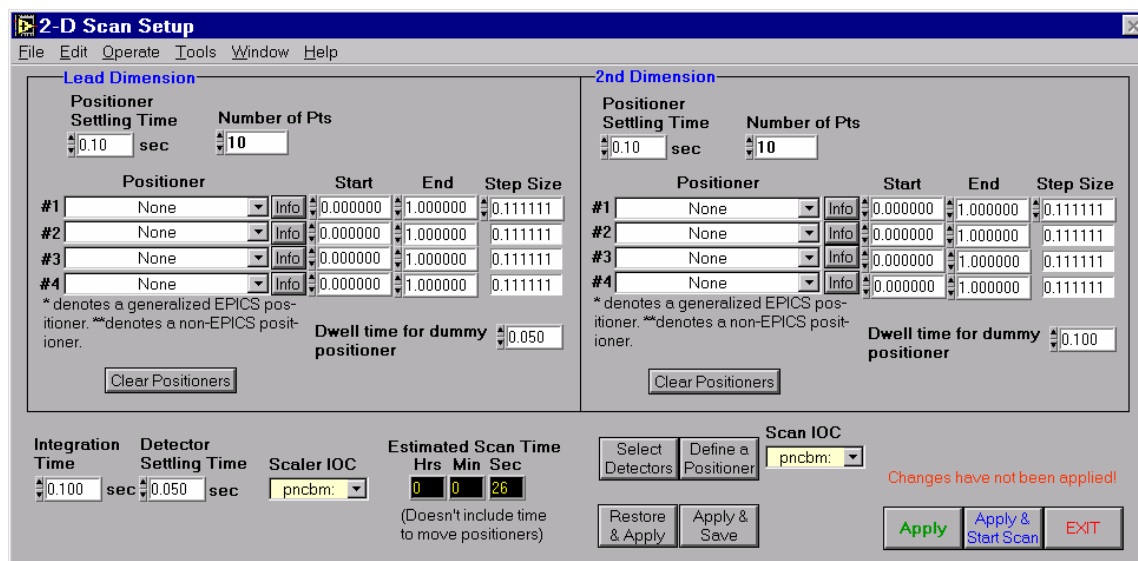 2-D Scan Setup
File Edit Operate Tools Window Help
Lead Dimension
Positioner
Settling Time
Number of Pts
0.10 sec
10
Positioner Start End Step Size
#1 None Info 0.000000 1.000000 0.111111
#2 None Info 0.000000 1.000000 0.111111
#3 None Info 0.000000 1.000000 0.111111
#4 None Info 0.000000 1.000000 0.111111
* denotes a generalized EPICS pos-
itioner. **denotes a non-EPICS posit-
ioner.
Dwell time for dummy
positioner
0.050
Clear Positioners
2nd Dimension
Positioner
Settling Time
Number of Pts
0.10 sec
10
Positioner Start End Step Size
#1 None Info 0.000000 1.000000 0.111111
#2 None Info 0.000000 1.000000 0.111111
#3 None Info 0.000000 1.000000 0.111111
#4 None Info 0.000000 1.000000 0.111111
* denotes a generalized EPICS pos-
itioner. **denotes a non-EPICS posit-
ioner.
Dwell time for dummy
positioner
0.100
Clear Positioners
Integration
Time
0.100 sec
Detector
Settling Time
0.050 sec
Scaler IOC
pncbm:
Estimated Scan Time
Hrs Min Sec
0 0 26
(Doesn't include time
to move positioners)
Select
Detectors
Define a
Positioner
Scan IOC
pncbm:
Restore
& Apply
Apply &
Save
Changes have not been applied!
Apply
Apply &
Start Scan
EXIT